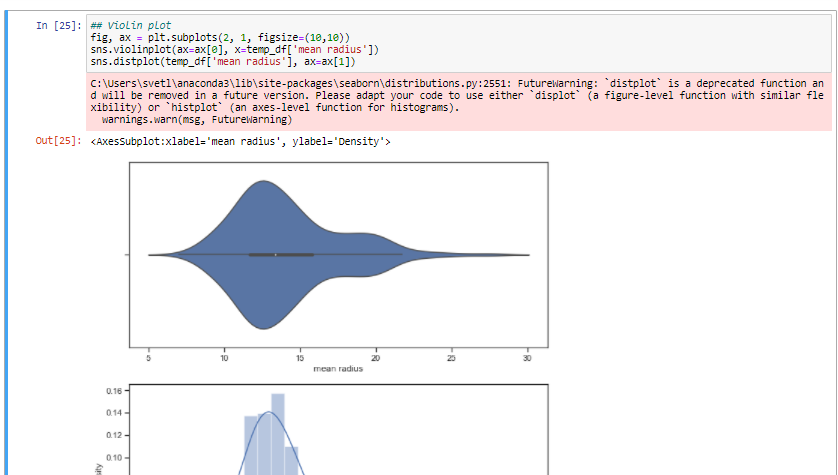 In [25]:
## Violin plot
fig, ax = plt.subplots(2, 1, figsize=(10,10))
sns.violinplot(ax=ax[0], x=temp_df['mean radius'])
sns.distplot(temp_df['mean radius'], ax=ax[1])
C:\Users\svetl\anaconda3\lib\site-packages\seaborn\distributions.py:2551: FutureWarning: `distplot` is a deprecated function an
d will be removed in a future version. Please adapt your code to use either `displot` (a figure-level function with similar fle
xibility) or `histplot` (an axes-level function for histograms).
warnings.warn(msg, FutureWarning)
Out[25]: <AxesSubplot:xlabel='mean radius', ylabel='Density'>
5 10 15 20 25 30
mean radius
0.16
0.14
0.12
0.10